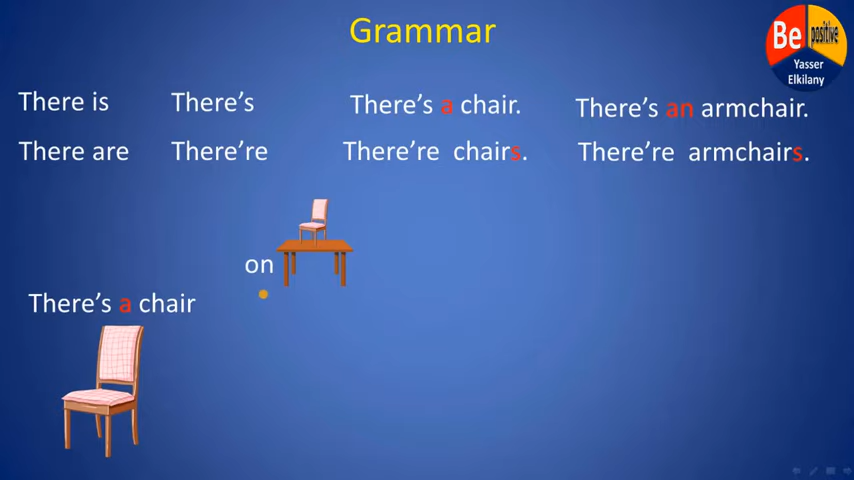 Grammar
Be positive
Yasser
Elkilany
There is There's There's a chair. There's an armchair.
There are There're There're chairs. There're armchairs.
on
There's a chair